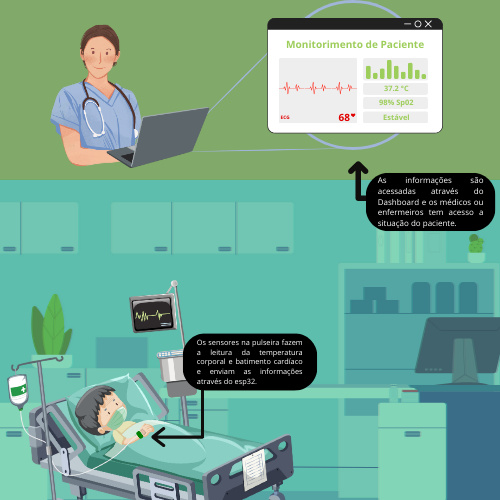 Monitorimento de Paciente
37.2 °C
98% Sp02
ECG
68
Estável
As informações são
acessadas através do
Dashboard e os médicos ou
enfermeiros tem acesso a
situação do paciente.
Os sensores na pulseira fazem
a leitura da temperatura
corporal e batimento cardíaco
e enviam as informações
através do esp32.